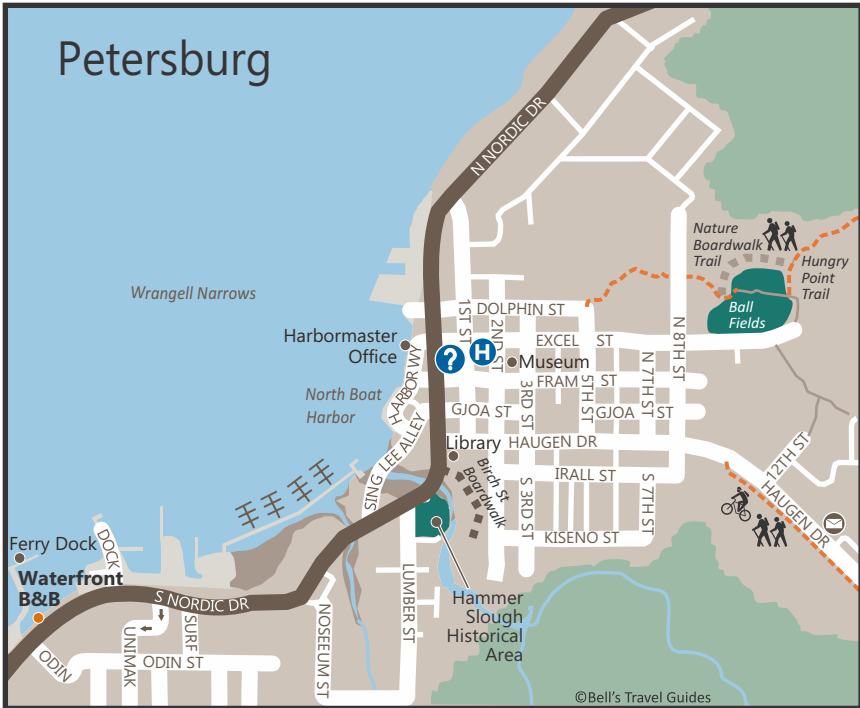 Petersburg
N NORDIC DR
Nature
Boardwalk
Trail
Hungry
Point
Trail
Wrangell Narrows
1ST ST
2ND ST
DOLPHIN ST
Ball
Fields
N 8TH ST
Harbormaster
Office
?
H
EXCEL ST
Museum
HARBOR WY
FRAM ST
5TH ST
N 7TH ST
3RD ST
North Boat
Harbor
GJOA ST
GJOA ST
SING LEE ALLEY
Library
HAUGEN DR
12TH ST
HAUGEN DR
Birch St
Boardwalk
IRALL ST
S 3RD ST
S 7TH ST
KISENO ST
DOCK
Ferry Dock
Waterfront
B&B
S NORDIC DR
LUMBER ST
NOSEEUM ST
Hammer
Slough
Historical
Area
ODIN
UNIMAK
SURF
ODIN ST
©Bell's Travel Guides